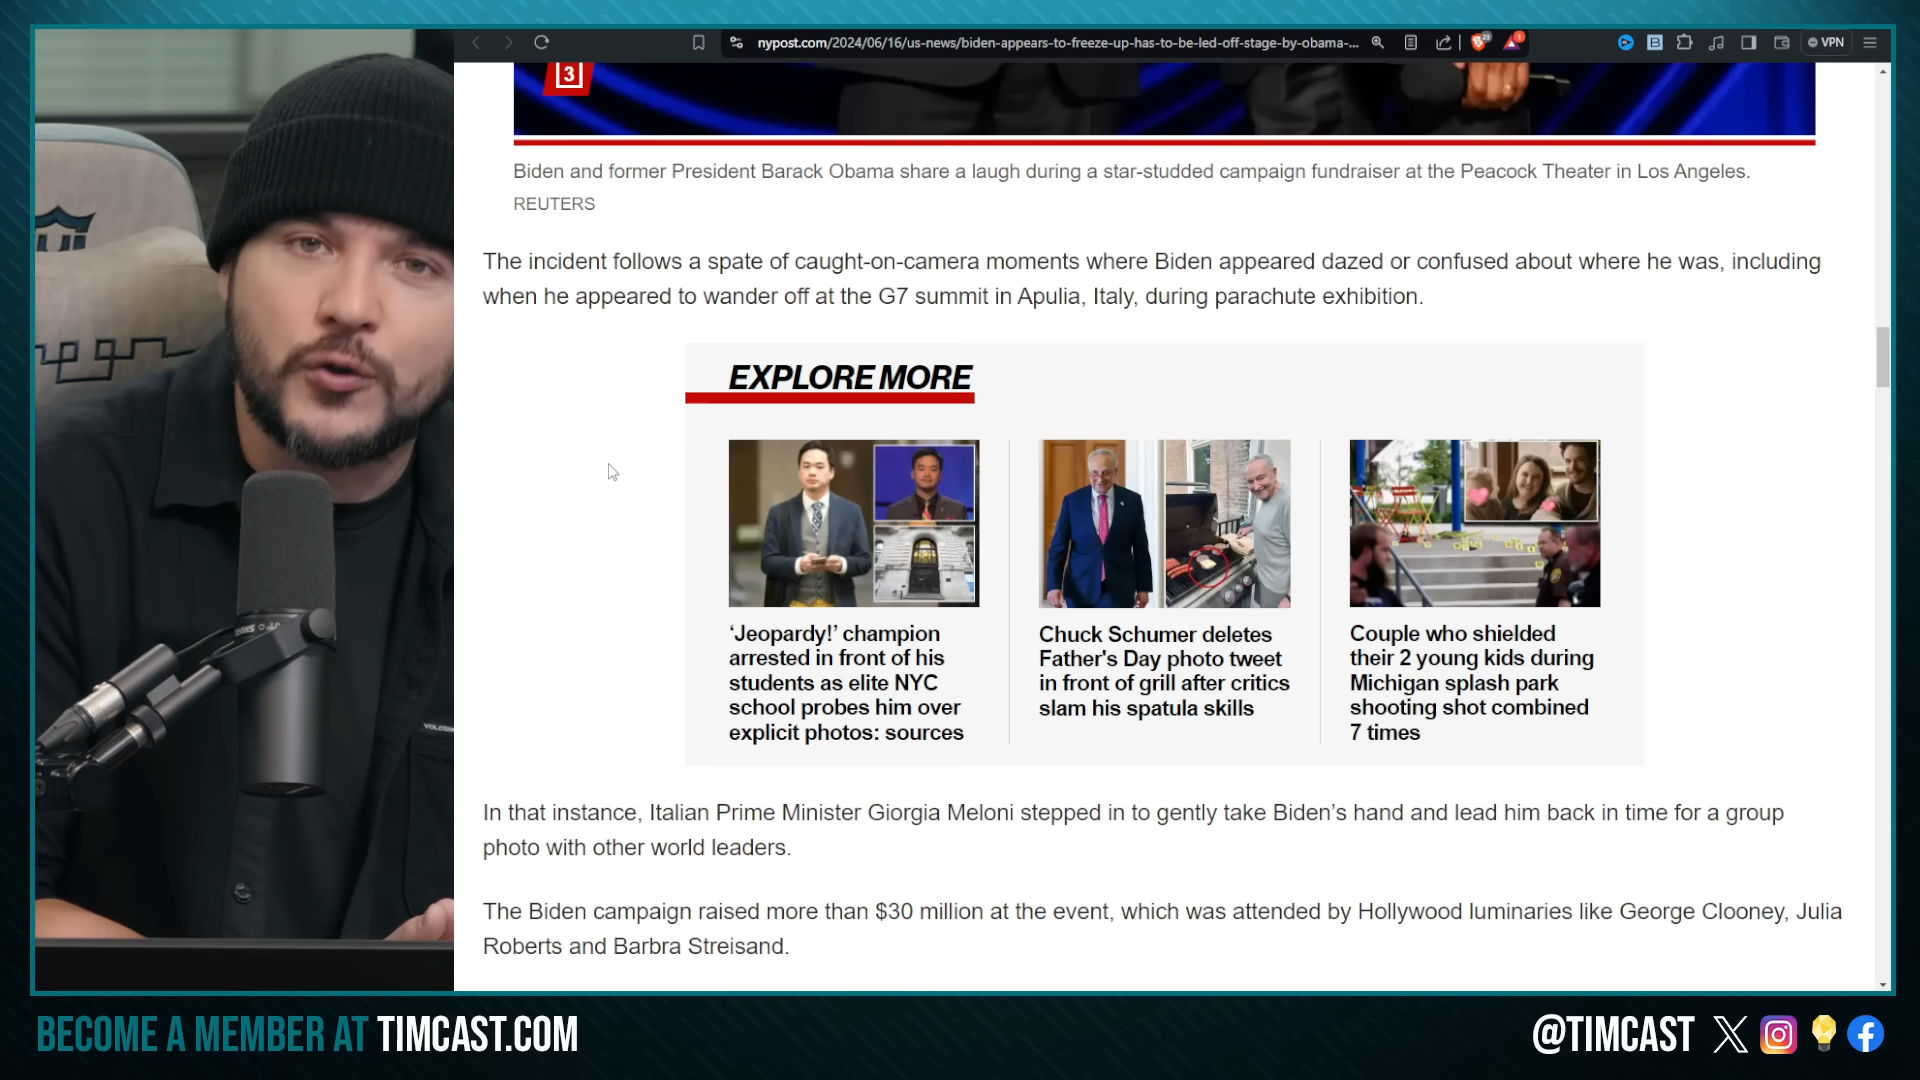 nypost.com/2024/06/16/us-news/biden-appears-to-freeze-up-has-to-be-led-off-stage-by-obama-...
VPN
3
Biden and former President Barack Obama share a laugh during a star-studded campaign fundraiser at the Peacock Theater in Los Angeles.
REUTERS
The incident follows a spate of caught-on-camera moments where Biden appeared dazed or confused about where he was, including
when he appeared to wander off at the G7 summit in Apulia, Italy, during parachute exhibition.
EXPLORE MORE
‘Jeopardy!’ champion
arrested in front of his
students as elite NYC
school probes him over
explicit photos: sources
Chuck Schumer deletes
Father's Day photo tweet
in front of grill after critics
slam his spatula skills
Couple who shielded
their 2 young kids during
Michigan splash park
shooting shot combined
7 times
In that instance, Italian Prime Minister Giorgia Meloni stepped in to gently take Biden’s hand and lead him back in time for a group
photo with other world leaders.
The Biden campaign raised more than $30 million at the event, which was attended by Hollywood luminaries like George Clooney, Julia
Roberts and Barbra Streisand.
BECOME A MEMBER AT TIMCAST.COM
@TIMCAST